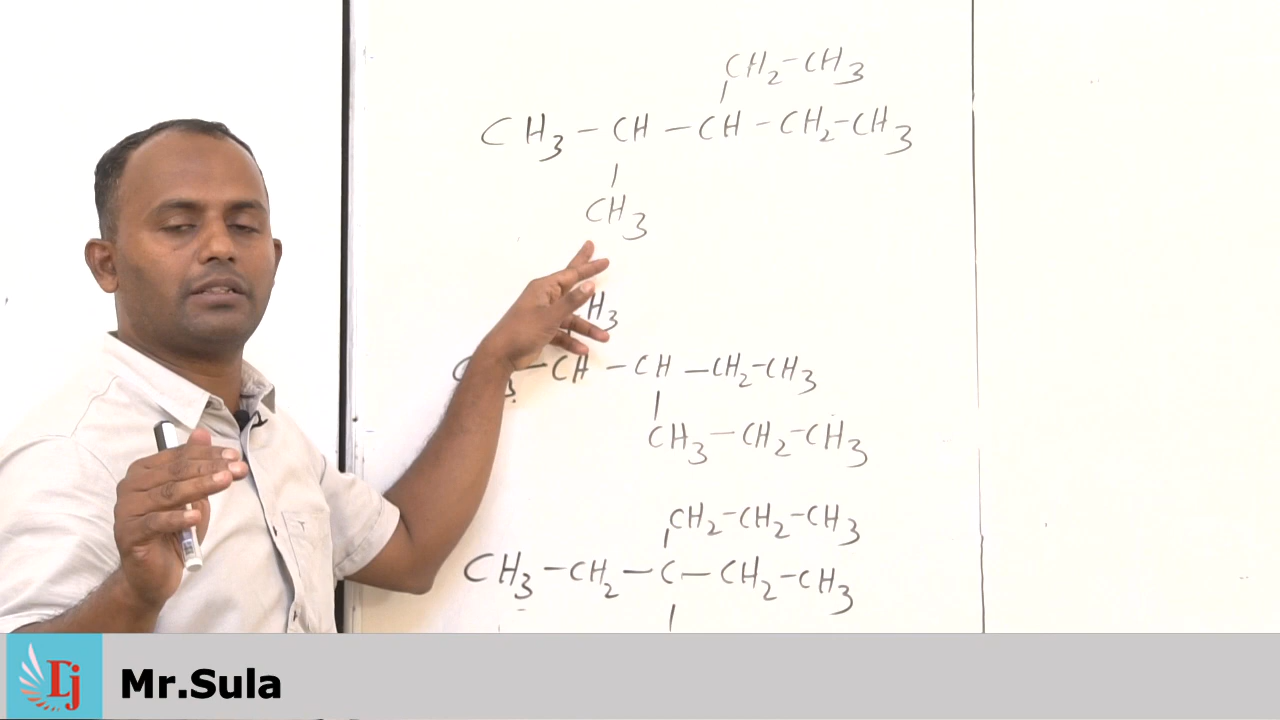 CH2-CH3
CH3 - CH - CH - CH2-CH3
CH3
H3
CH - CH - CH2-CH3
CH3-CH2-CH3
CH2-CH2-CH3
CH3-CH2-C-CH2-CH3
Lj
Mr.Sula